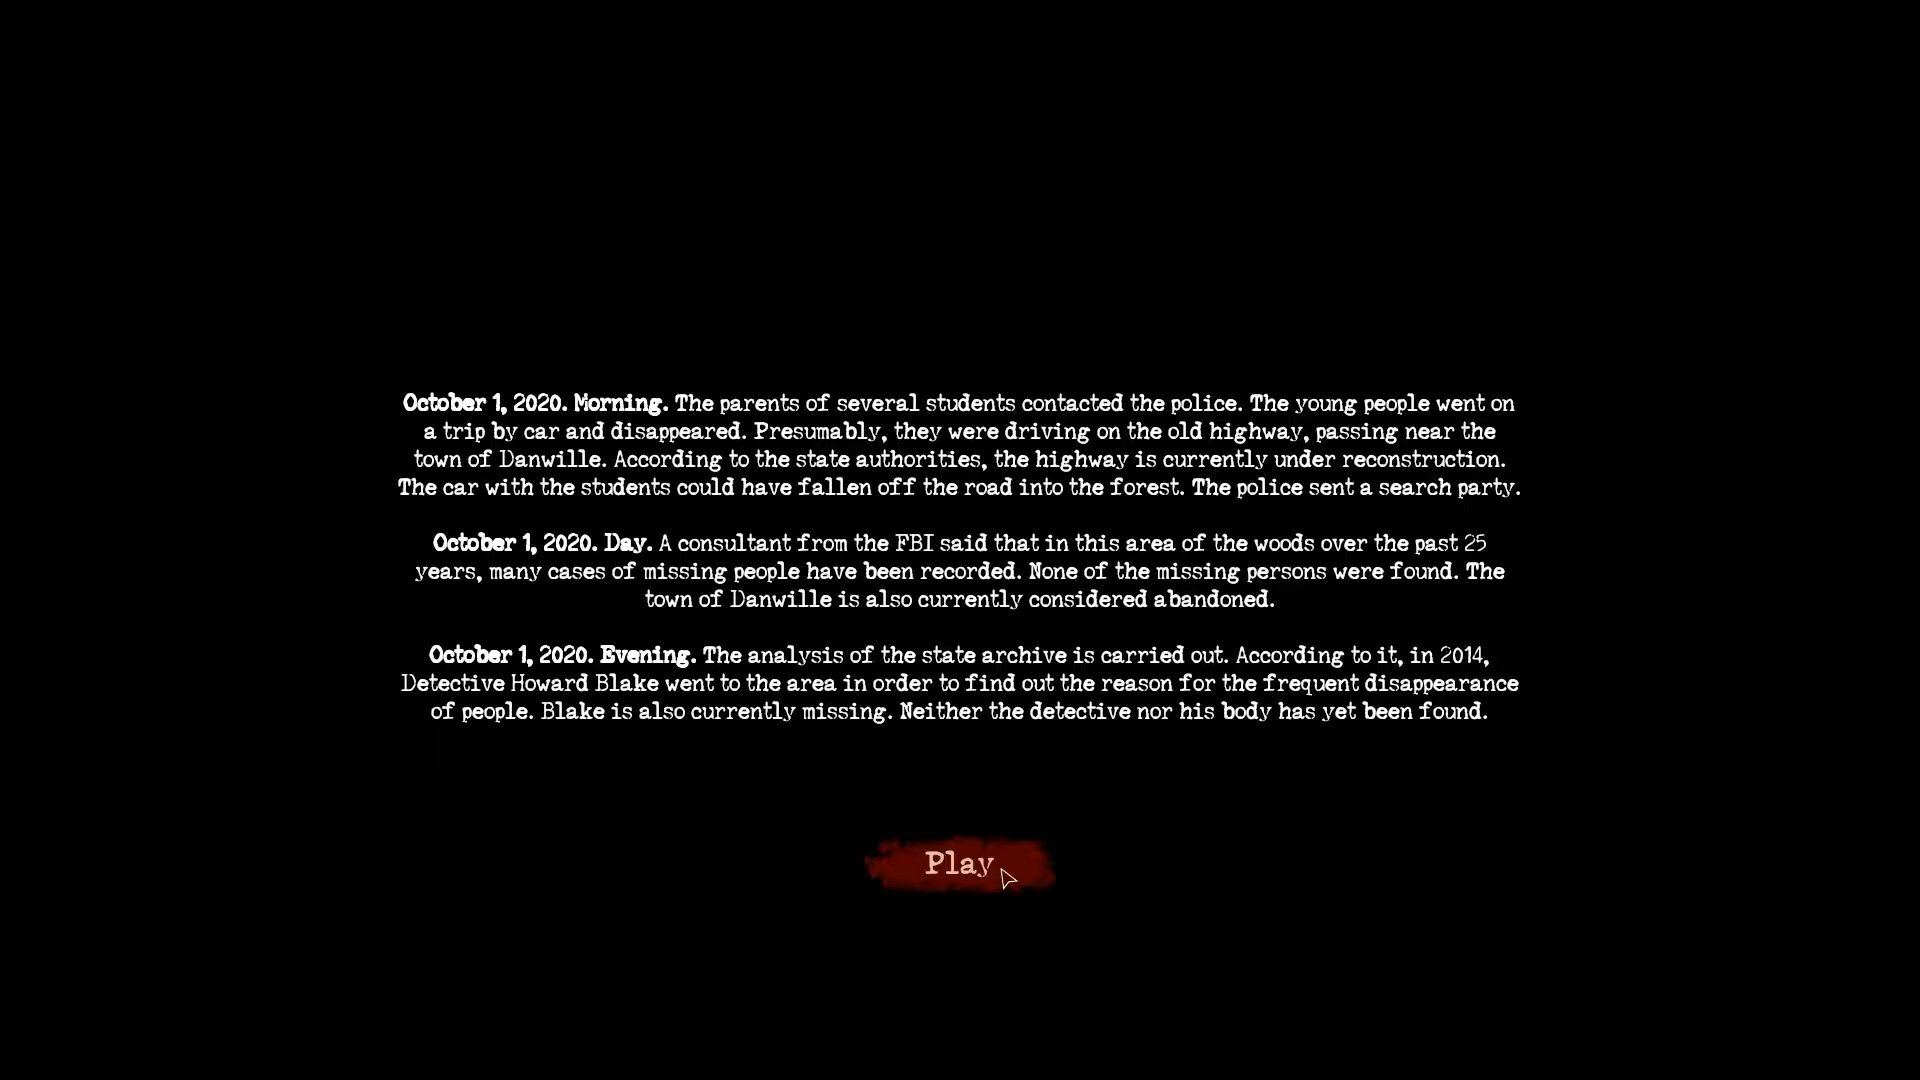 October 1, 2020. Morning. The parents of several students contacted the police. The young people went on
a trip by car and disappeared. Presumably, they were driving on the old highway, passing near the
town of Danwille. According to the state authorities, the highway is currently under reconstruction.
The car with the students could have fallen off the road into the forest. The police sent a search party.
October 1, 2020. Day. A consultant from the FBI said that in this area of the woods over the past 25
years, many cases of missing people have been recorded. None of the missing persons were found. The
town of Danwille is also currently considered abandoned.
October 1, 2020. Evening. The analysis of the state archive is carried out. According to it, in 2014,
Detective Howard Blake went to the area in order to find out the reason for the frequent disappearance
of people. Blake is also currently missing. Neither the detective nor his body has yet been found.
Play